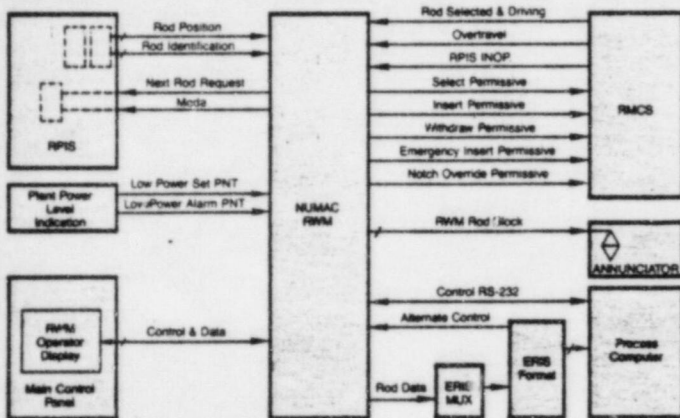 Rod Position
Rod Identification
Next Rod Request
Mode
RPIS
Plant Power
Level
Indication
Low Power Set PNT
Low Power Alarm PNT
RWM
Operator
Display
Main Control
Panel
Control & Data
NUMAC
RWM
Rod Selected & Driving
Overtravel
RPIS INOP
Select Permissive
Insert Permissive
Withdraw Permissive
Emergency Insert Permissive
Notch Override Permissive
RMCS
RWM Rod Block
ANNUNCIATOR
Control RS-232
Alternate Control
Rod Data
ERIS
MUX
ERIS
Format
Process
Computer